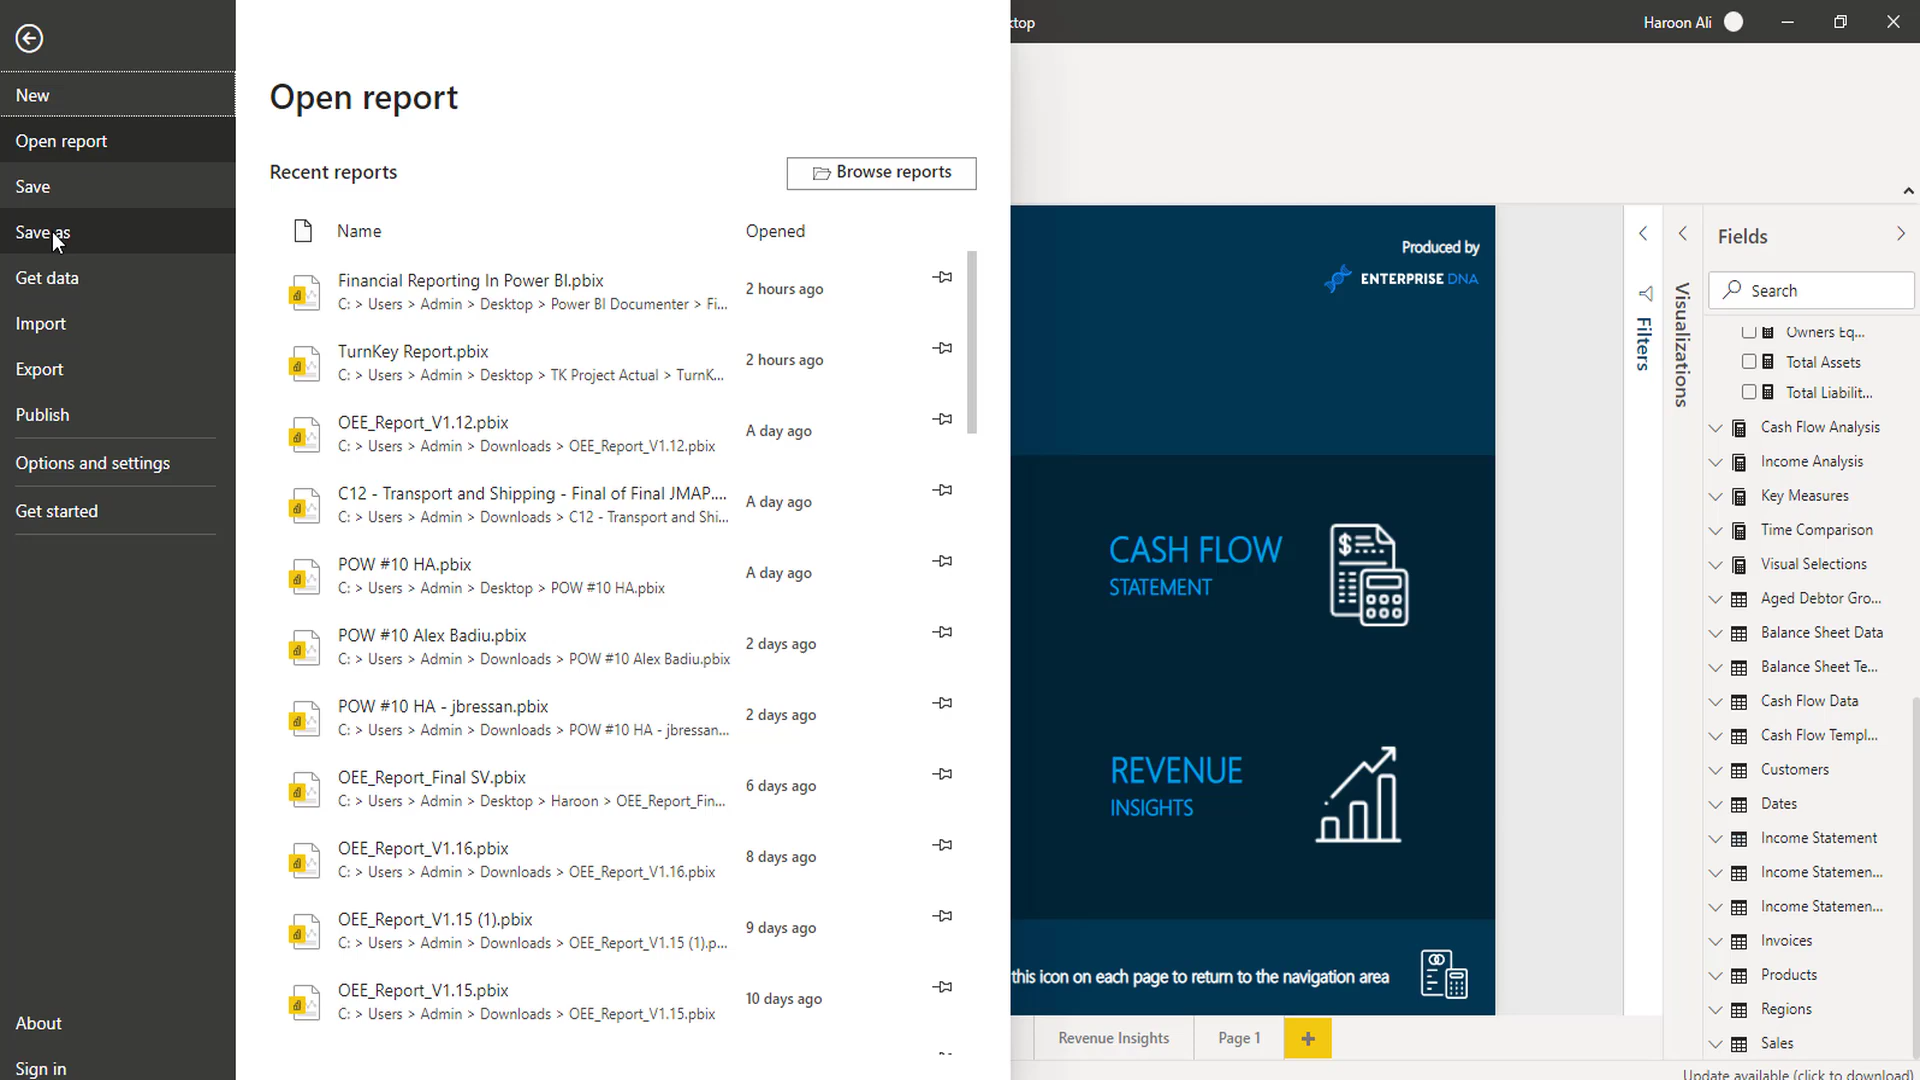 ktop
Haroon Ali
New
Open report
Save
Save as
Get data
Import
Export
Publish
Options and settings
Get started
About
Sign in
Open report
Recent reports
Browse reports
Name
Opened
Financial Reporting In Power BI.pbix
C: > Users > Admin > Desktop > Power BI Documenter > Fi...
2 hours ago
TurnKey Report.pbix
C: > Users > Admin > Desktop > TK Project Actual > TurnK...
2 hours ago
OEE_Report_V1.12.pbix
C: > Users > Admin > Downloads > OEE_Report_V1.12.pbix
A day ago
C12 - Transport and Shipping - Final of Final JMAP....
C: > Users > Admin > Downloads > C12 - Transport and Shi...
A day ago
POW #10 HA.pbix
C: > Users > Admin > Desktop > POW #10 HA.pbix
A day ago
POW #10 Alex Badiu.pbix
C: > Users > Admin > Downloads > POW #10 Alex Badiu.pbix
2 days ago
POW #10 HA - jbressan.pbix
C: > Users > Admin > Downloads > POW #10 HA - jbressan...
2 days ago
OEE_Report_Final SV.pbix
C: > Users > Admin > Desktop > Haroon > OEE_Report_Fin...
6 days ago
OEE_Report_V1.16.pbix
C: > Users > Admin > Downloads > OEE_Report_V1.16.pbix
8 days ago
OEE_Report_V1.15 (1).pbix
C: > Users > Admin > Downloads > OEE_Report_V1.15 (1).p...
9 days ago
OEE_Report_V1.15.pbix
C: > Users > Admin > Downloads > OEE_Report_V1.15.pbix
10 days ago
Produced by
ENTERPRISE DNA
CASH FLOW
STATEMENT
REVENUE
INSIGHTS
this icon on each page to return to the navigation area
Revenue Insights
Page 1
+
Filters
Visualizations
Fields
Search
Owners Eq...
Total Assets
Total Liabilit...
Cash Flow Analysis
Income Analysis
Key Measures
Time Comparison
Visual Selections
Aged Debtor Gro...
Balance Sheet Data
Balance Sheet Te...
Cash Flow Data
Cash Flow Templ...
Customers
Dates
Income Statement
Income Statemen...
Income Statemen...
Invoices
Products
Regions
Sales
Update available (click to download)